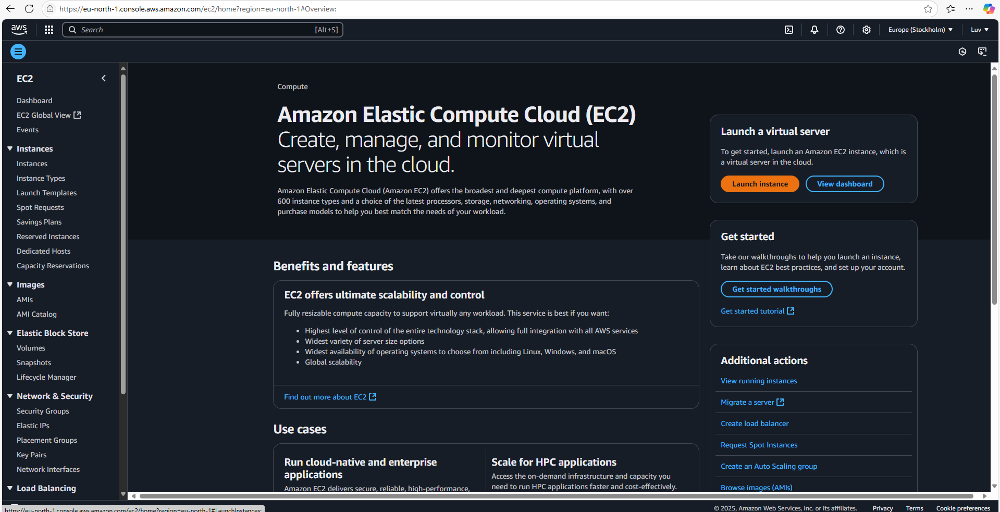 https://eu-north-1.console.aws.amazon.com/ec2/home?region=eu-north-1#Overview:
aws
Search
[Alt+S]
Europe (Stockholm)
Luv
EC2
Dashboard
EC2 Global View
Events
Instances
Instances
Instance Types
Launch Templates
Spot Requests
Savings Plans
Reserved Instances
Dedicated Hosts
Capacity Reservations
Images
AMIs
AMI Catalog
Elastic Block Store
Volumes
Snapshots
Lifecycle Manager
Network & Security
Security Groups
Elastic IPs
Placement Groups
Key Pairs
Network Interfaces
Load Balancing
Compute
Amazon Elastic Compute Cloud (EC2)
Create, manage, and monitor virtual
servers in the cloud.
Amazon Elastic Compute Cloud (Amazon EC2) offers the broadest and deepest compute platform, with over
600 instance types and a choice of the latest processors, storage, networking, operating systems, and
purchase models to help you best match the needs of your workload.
Benefits and features
EC2 offers ultimate scalability and control
Fully resizable compute capacity to support virtually any workload. This service is best if you want:
• Highest level of control of the entire technology stack, allowing full integration with all AWS services
• Widest variety of server size options
• Widest availability of operating systems to choose from including Linux, Windows, and macOS
• Global scalability
Find out more about EC2
Use cases
Run cloud-native and enterprise
applications
Amazon EC2 delivers secure, reliable, high-performance,
Scale for HPC applications
Access the on-demand infrastructure and capacity you
need to run HPC applications faster and cost-effectively.
Launch a virtual server
To get started, launch an Amazon EC2 instance, which is
a virtual server in the cloud.
Launch instance
View dashboard
Get started
Take our walkthroughs to help you launch an instance,
learn about EC2 best practices, and set up your account.
Get started walkthroughs
Get started tutorial
Additional actions
View running instances
Migrate a server
Create load balancer
Request Spot Instances
Create an Auto Scaling group
Browse images (AMIs)
https://eu-north-1.console.aws.amazon.com/ec2/home?region=eu-north-1#LaunchInstances:
© 2025, Amazon Web Services, Inc. or its affiliates.
Privacy
Terms
Cookie preferences